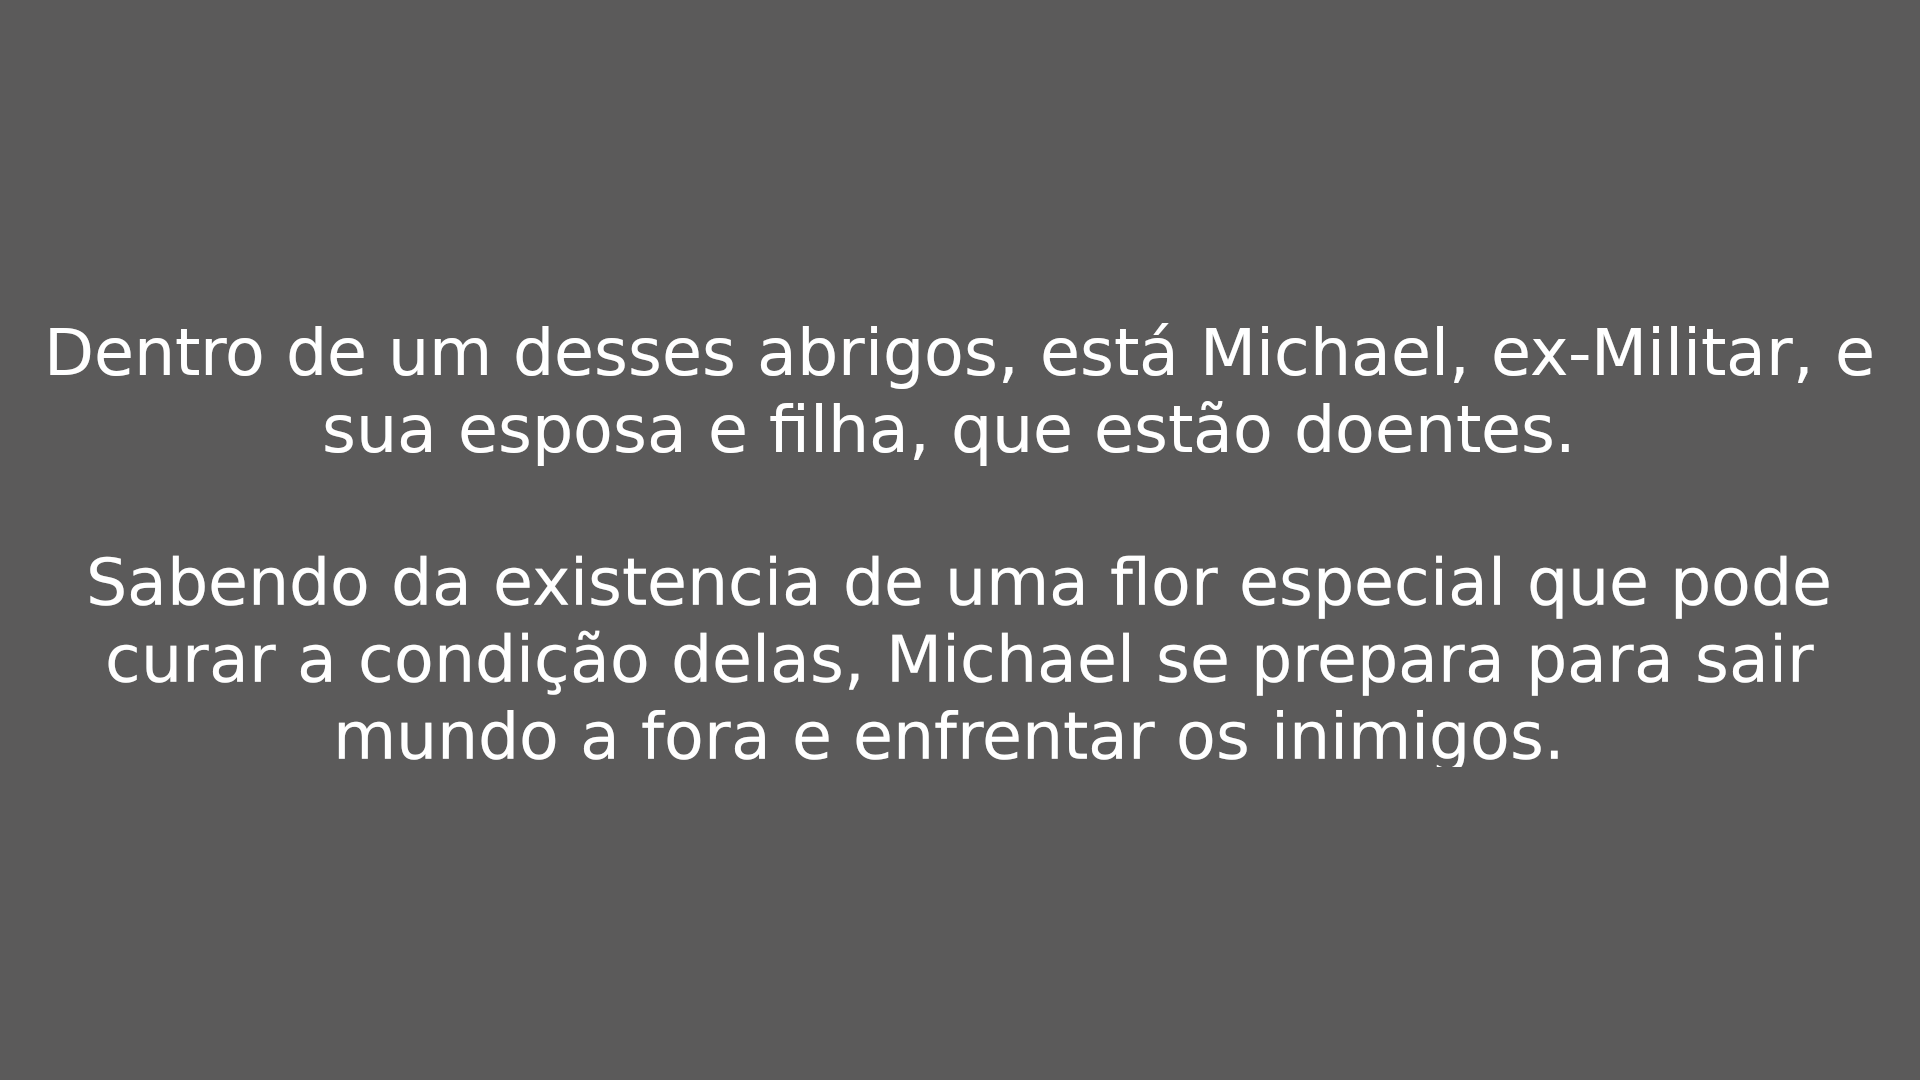 Dentro de um desses abrigos, está Michael, ex-Militar, e
sua esposa e filha, que estão doentes.
Sabendo da existencia de uma flor especial que pode
curar a condição delas, Michael se prepara para sair
mundo a fora e enfrentar os inimigos.